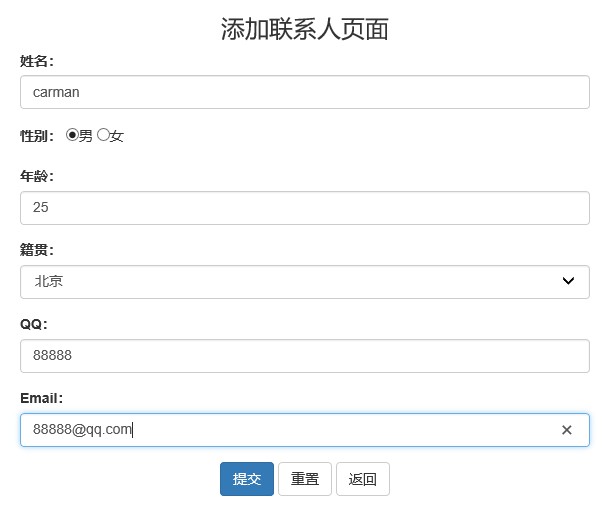 添加联系人页面
姓名：
carman
性别： 男 女
年龄：
25
籍贯：
北京
QQ：
88888
Email：
88888@qq.com
提交 重置 返回